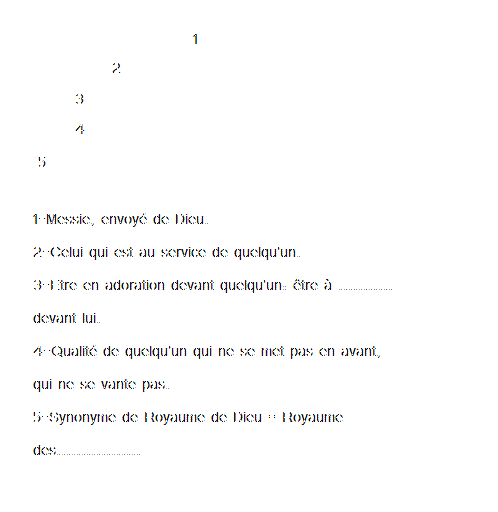 1
2
3
4
5
1-Messie, envoyé de Dieu.
2-Celui qui est au service de quelqu'un.
3-Etre en adoration devant quelqu'un: être à ......................
devant lui.
4-Qualité de quelqu'un qui ne se met pas en avant,
qui ne se vante pas.
5-Synonyme de Royaume de Dieu : Royaume
des..................................